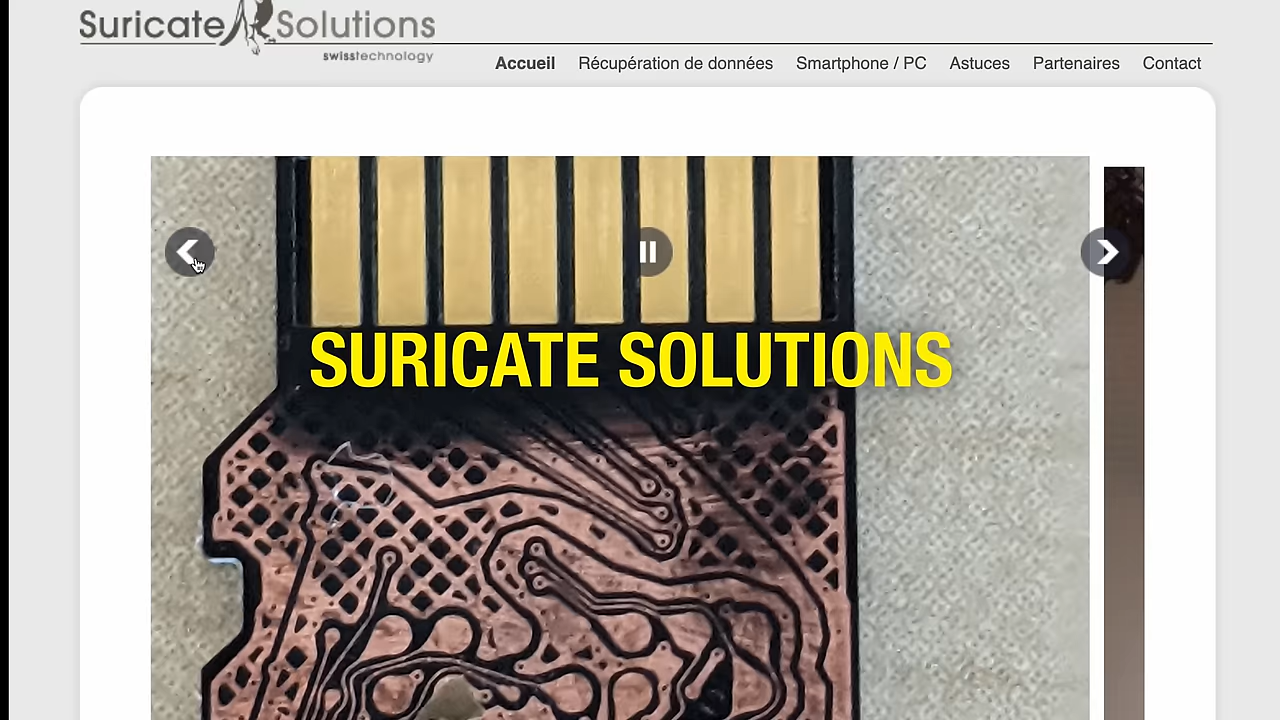 Suricate Solutions
swisstechnology
Accueil Récupération de données Smartphone / PC Astuces Partenaires Contact
SURICATE SOLUTIONS